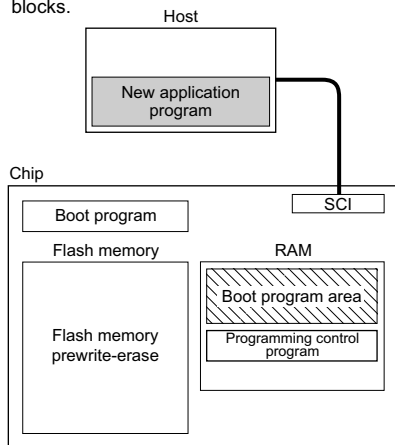 blocks.
Host
New application
program
Chip
SCI
Boot program
Flash memory
RAM
Boot program area
Flash memory
prewrite-erase
Programming control
program